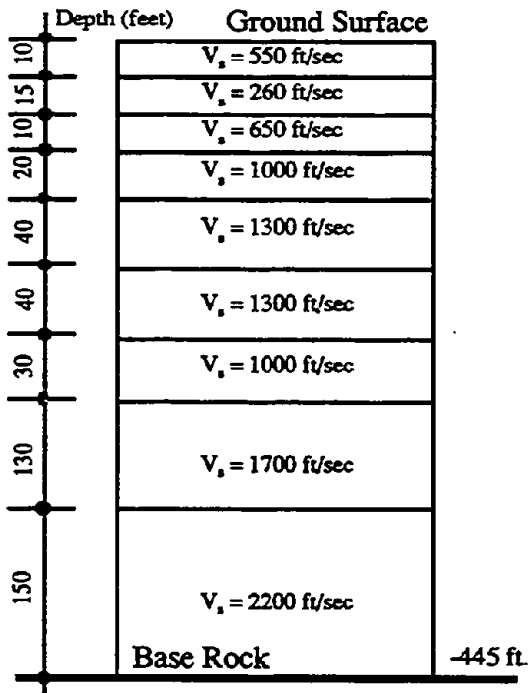 Depth (feet) Ground Surface
10 V_s = 550 ft/sec
15 V_s = 260 ft/sec
10 V_s = 650 ft/sec
20 V_s = 1000 ft/sec
40 V_s = 1300 ft/sec
40 V_s = 1300 ft/sec
30 V_s = 1000 ft/sec
130 V_s = 1700 ft/sec
150 V_s = 2200 ft/sec
Base Rock -445 ft.